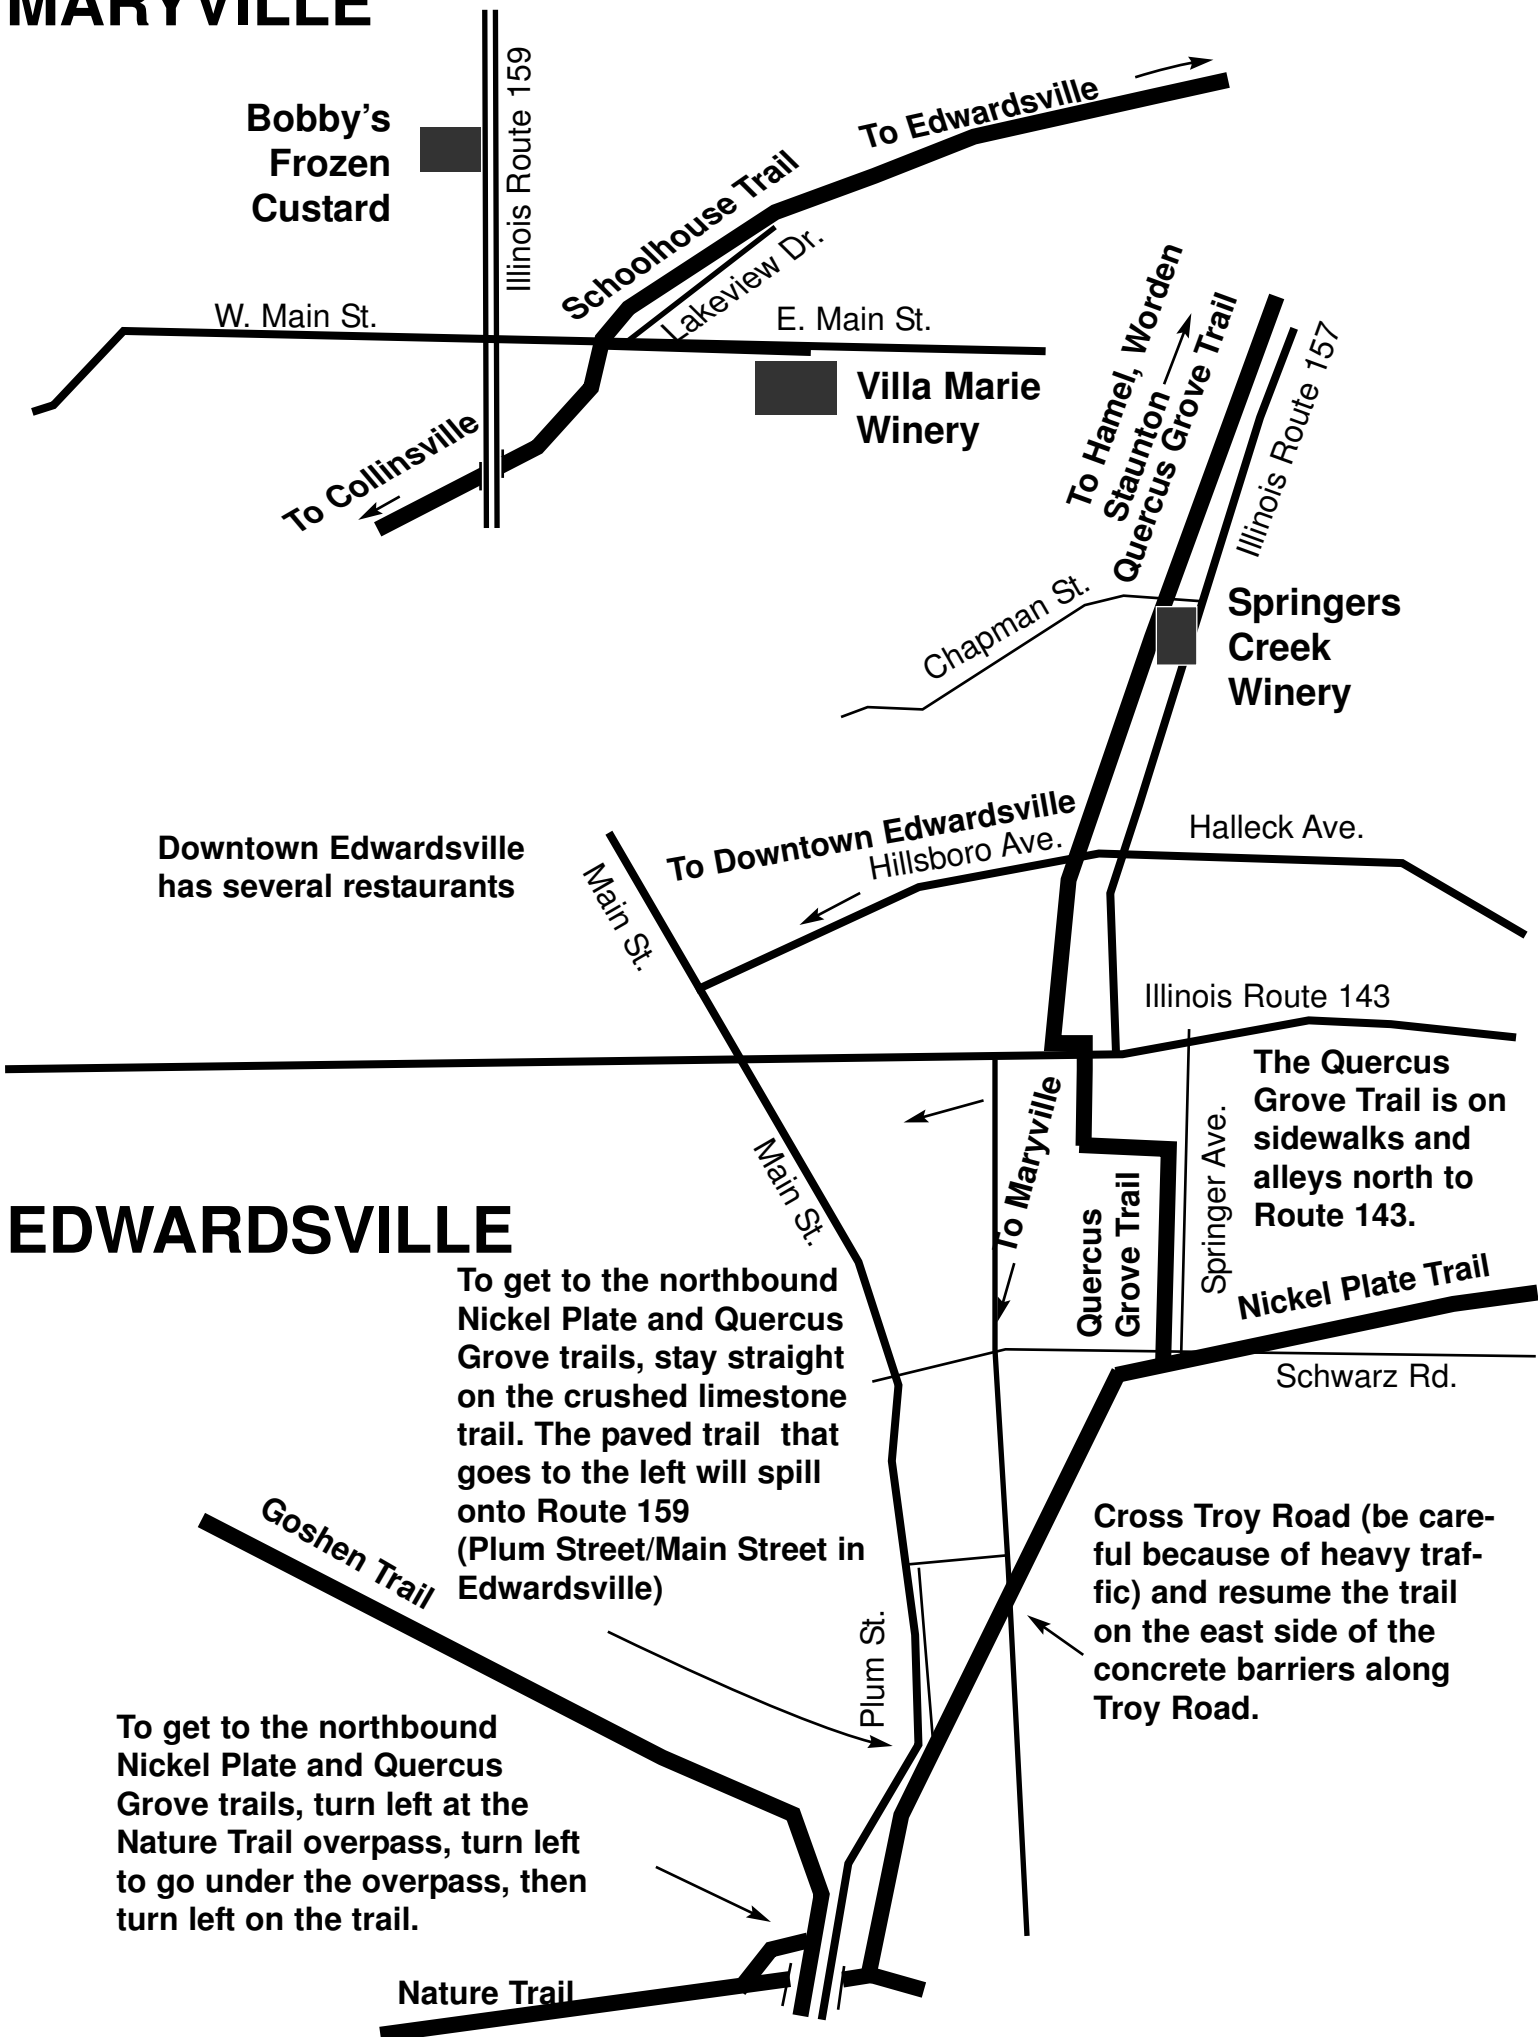 MARYVILLE
Bobby’s
Frozen
Custard
Illinois Route 159
To Edwardsville
Schoolhouse Trail
Lakeview Dr.
W. Main St.
E. Main St.
Villa Marie
Winery
To Collinsville
To Hamel, Worden
Staunton
Quercus Grove Trail
Illinois Route 157
Chapman St.
Springers
Creek
Winery
Downtown Edwardsville
has several restaurants
Main St.
To Downtown Edwardsville
Hillsboro Ave.
Halleck Ave.
Illinois Route 143
The Quercus
Grove Trail is on
sidewalks and
alleys north to
Route 143.
To Maryville
Main St.
Quercus
Grove Trail
Springer Ave.
Nickel Plate Trail
Schwarz Rd.
EDWARDSVILLE
To get to the northbound
Nickel Plate and Quercus
Grove trails, stay straight
on the crushed limestone
trail. The paved trail  that
goes to the left will spill
onto Route 159
(Plum Street/Main Street in
Edwardsville)
Goshen Trail
Plum St.
Cross Troy Road (be care-
ful because of heavy traf-
fic) and resume the trail
on the east side of the
concrete barriers along
Troy Road.
To get to the northbound
Nickel Plate and Quercus
Grove trails, turn left at the
Nature Trail overpass, turn left
to go under the overpass, then
turn left on the trail.
Nature Trail